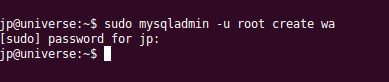 jp@universe:~$ sudo mysqladmin -u root create wa
[sudo] password for jp:
jp@universe:~$